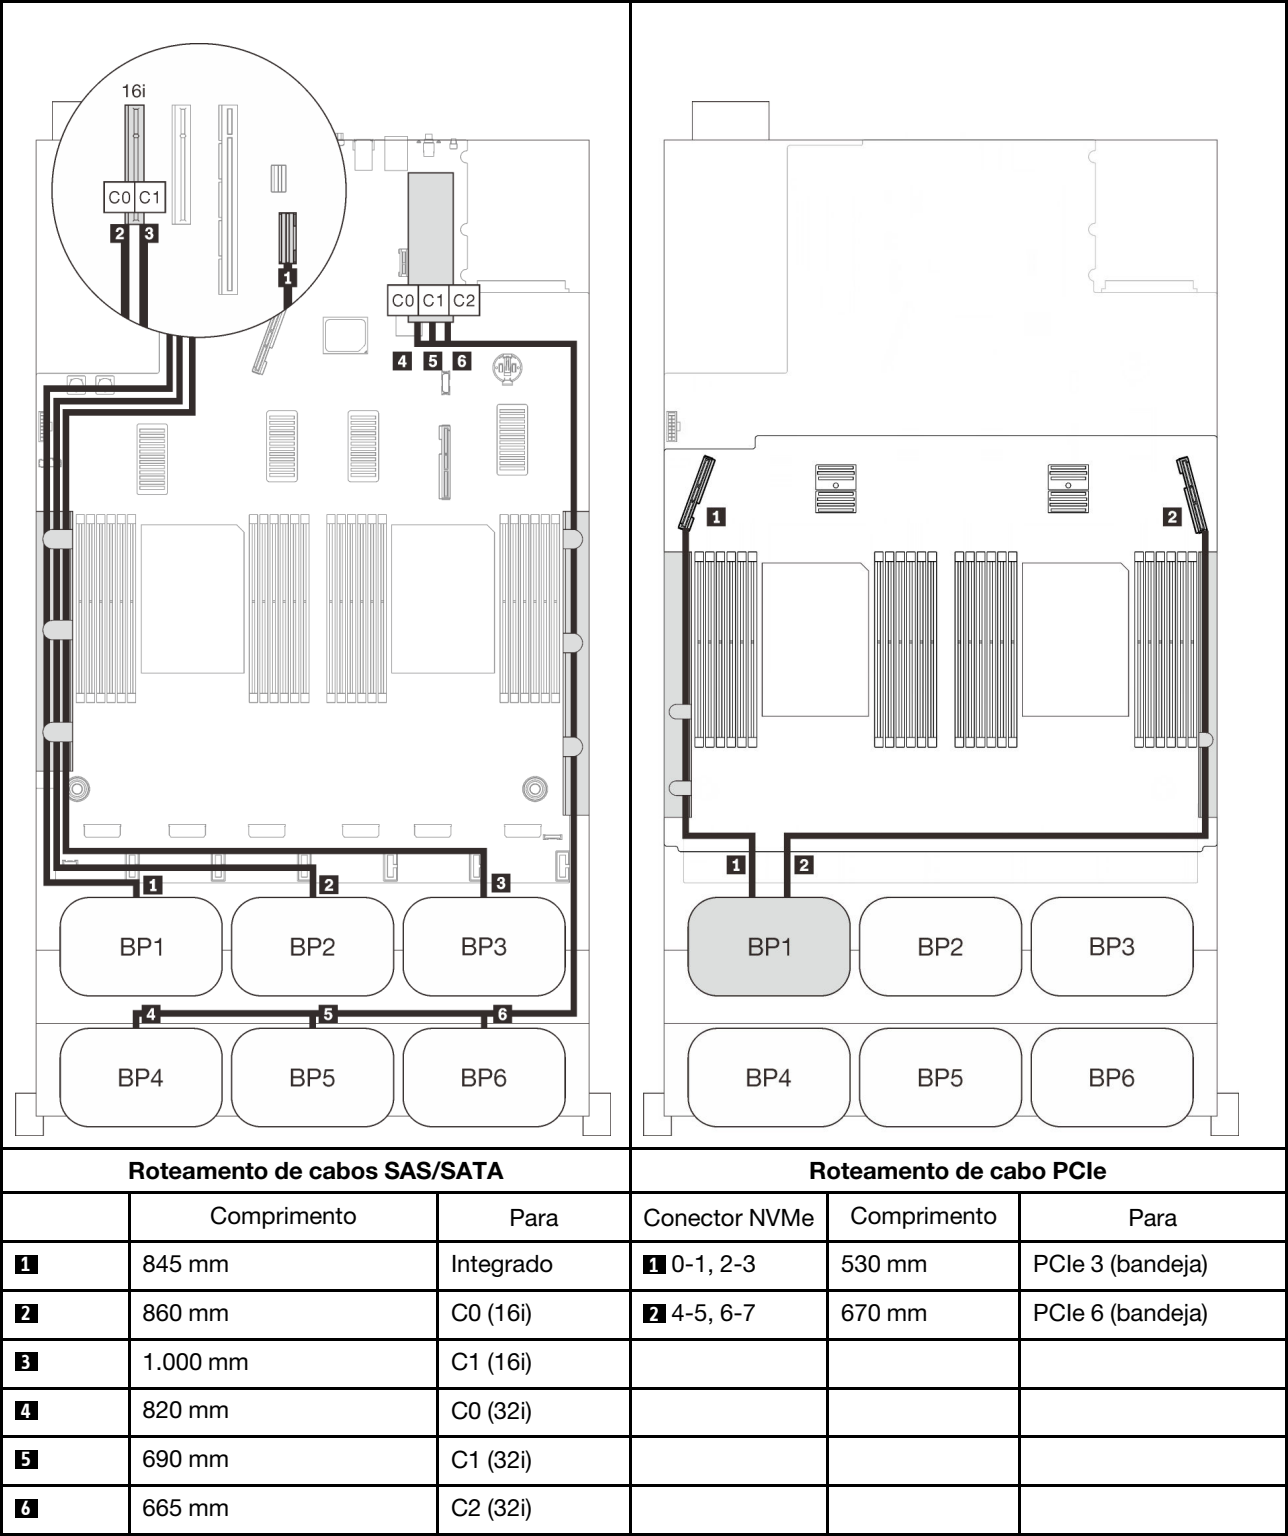 16i
C0 C1
2 3
1
C0 C1 C2
4 5 6
1 2 3
BP1 BP2 BP3
4 5 6
BP4 BP5 BP6
1 2
1 2
BP1 BP2 BP3
BP4 BP5 BP6
Roteamento de cabos SAS/SATA Roteamento de cabo PCIe
Comprimento Para Conector NVMe Comprimento Para
1 845 mm Integrado 1 0-1, 2-3 530 mm PCIe 3 (bandeja)
2 860 mm C0 (16i) 2 4-5, 6-7 670 mm PCIe 6 (bandeja)
3 1.000 mm C1 (16i)
4 820 mm C0 (32i)
5 690 mm C1 (32i)
6 665 mm C2 (32i)